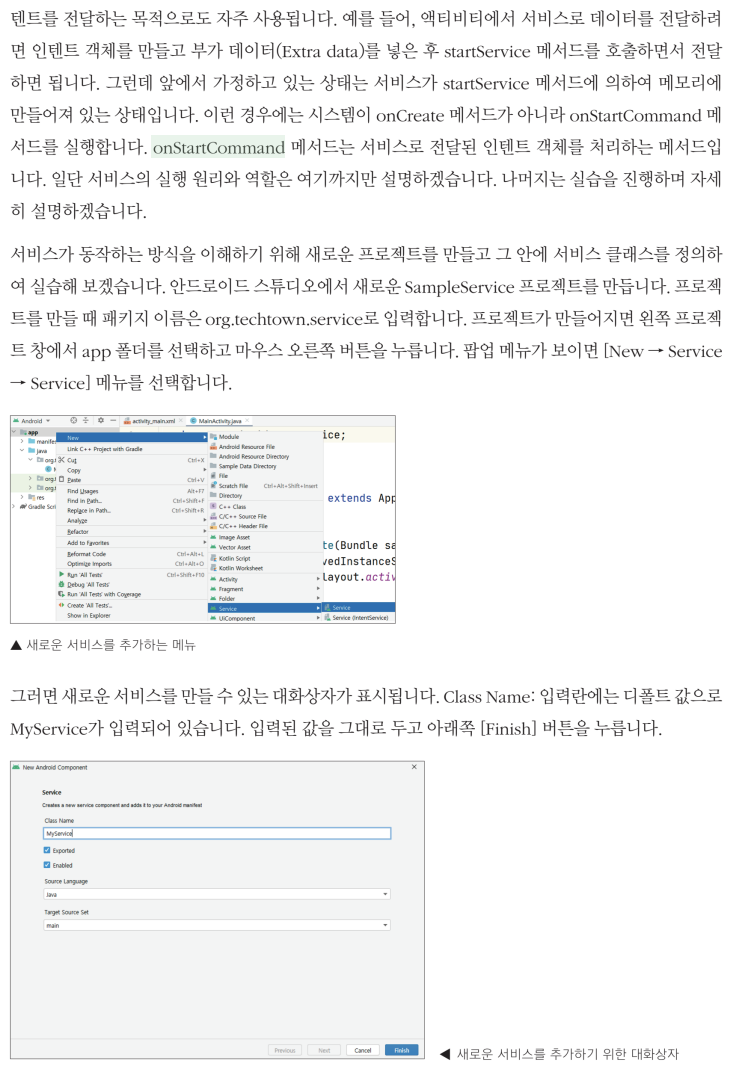 텐트를 전달하는 목적으로도 자주 사용됩니다. 예를 들어, 액티비티에서 서비스로 데이터를 전달하려
면 인텐트 객체를 만들고 부가 데이터(Extra data)를 넣은 후 startService 메서드를 호출하면서 전달
하면 됩니다. 그런데 앞에서 가정하고 있는 상태는 서비스가 startService 메서드에 의하여 메모리에
만들어져 있는 상태입니다. 이런 경우에는 시스템이 onCreate 메서드가 아니라 onStartCommand 메
서드를 실행합니다. onStartCommand 메서드는 서비스로 전달된 인텐트 객체를 처리하는 메서드입
니다. 일단 서비스의 실행 원리와 역할은 여기까지만 설명하겠습니다. 나머지는 실습을 진행하며 자세
히 설명하겠습니다.
서비스가 동작하는 방식을 이해하기 위해 새로운 프로젝트를 만들고 그 안에 서비스 클래스를 정의하
여 실습해 보겠습니다. 안드로이드 스튜디오에서 새로운 SampleService 프로젝트를 만듭니다. 프로젝
트를 만들 때 패키지 이름은 org.techtown.service로 입력합니다. 프로젝트가 만들어지면 왼쪽 프로젝
트 창에서 app 폴더를 선택하고 마우스 오른쪽 버튼을 누릅니다. 팝업 메뉴가 보이면 [New → Service
→ Service] 메뉴를 선택합니다.
Android
activity_main.xml
MainActivity.java
app
manife
java
org.t
org.t
org.t
res
Gradle Scri
New
Link C++ Project with Gradle
Cut Ctrl+X
Copy
Paste Ctrl+V
Find Usages Alt+F7
Find in Path... Ctrl+Shift+F
Replace in Path... Ctrl+Shift+R
Analyze
Refactor
Add to Favorites
Reformat Code Ctrl+Alt+L
Optimize Imports Ctrl+Alt+O
Run 'All Tests' Ctrl+Shift+F10
Debug 'All Tests'
Run 'All Tests' with Coverage
Create 'All Tests'...
Show in Explorer
Module
Android Resource File
Android Resource Directory
Sample Data Directory
File
Scratch File Ctrl+Alt+Shift+Insert
Directory
C++ Class
C/C++ Source File
C/C++ Header File
Image Asset
Vector Asset
Kotlin Script
Kotlin Worksheet
Activity
Fragment
Folder
Service
UIComponent
Service
Service (IntentService)
ice;
extends App
te(Bundle sa
vedInstanceS
layout.activ
▲ 새로운 서비스를 추가하는 메뉴
그러면 새로운 서비스를 만들 수 있는 대화상자가 표시됩니다. Class Name: 입력란에는 디폴트 값으로
MyService가 입력되어 있습니다. 입력된 값을 그대로 두고 아래쪽 [Finish] 버튼을 누릅니다.
New Android Component
Service
Creates a new service component and adds it to your Android manifest
Class Name
MyService
Exported
Enabled
Source Language
Java
Target Source Set
main
Previous
Next
Cancel
Finish
◀ 새로운 서비스를 추가하기 위한 대화상자